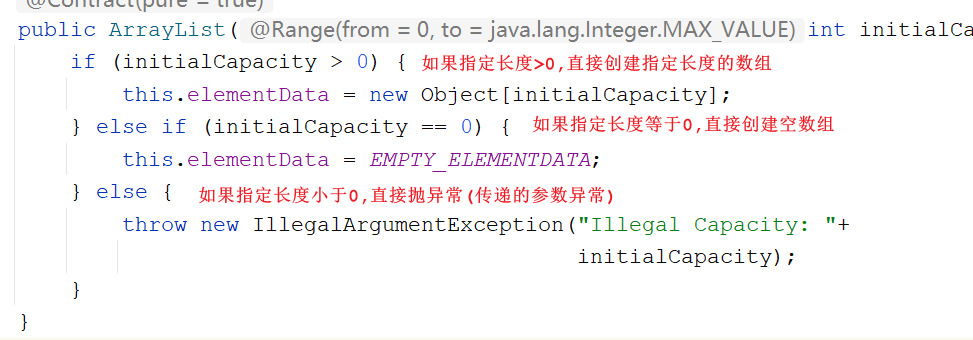 @Contract(pure = true)
public ArrayList( @Range(from = 0, to = java.lang.Integer.MAX_VALUE) int initialCa
if (initialCapacity > 0) { 如果指定长度>0,直接创建指定长度的数组
this.elementData = new Object[initialCapacity];
} else if (initialCapacity == 0) { 如果指定长度等于0,直接创建空数组
this.elementData = EMPTY_ELEMENTDATA;
} else { 如果指定长度小于0,直接抛异常(传递的参数异常)
throw new IllegalArgumentException("Illegal Capacity: "+
initialCapacity);
}
}